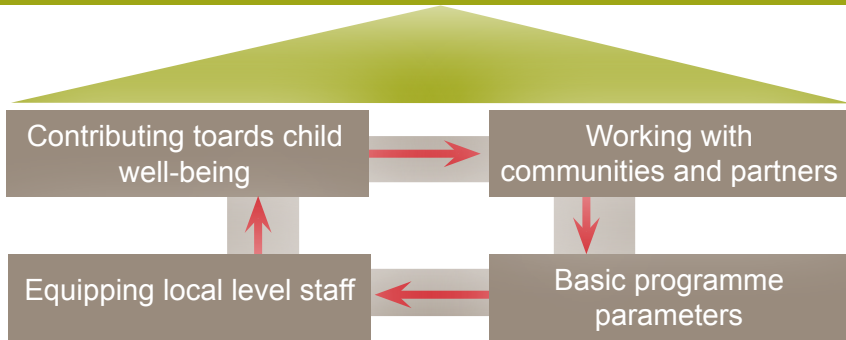 Contributing toards child
well-being
Working with
communities and partners
Equipping local level staff
Basic programme
parameters